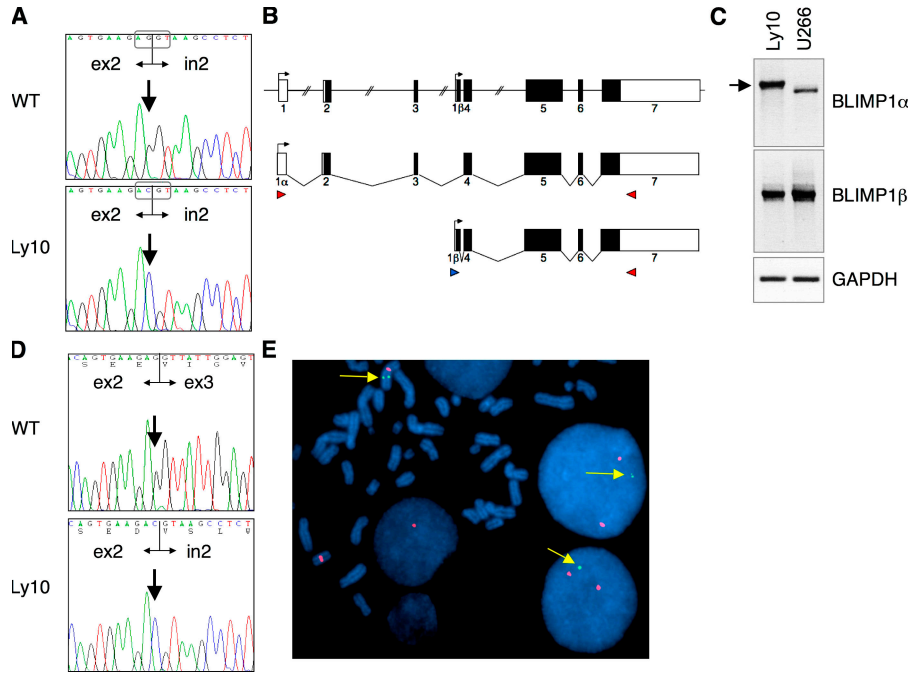 A
AGTGAAGAGGTAAGCCTCT
ex2 in2
WT
AGTGAAGACGTAAGCCTCT
ex2 in2
Ly10
B
1 2 3 1β 4 5 6 7
1α 2 3 4 5 6 7
1β 4 5 6 7
C
Ly10 U266
BLIMP1α
BLIMP1β
GAPDH
D
CAGTGAAGAGGTTATTGGAGT
S E E V I G V
ex2 ex3
WT
CAGTGAAGACGTAAGCCTCT
S E D V S L W
ex2 in2
Ly10
E